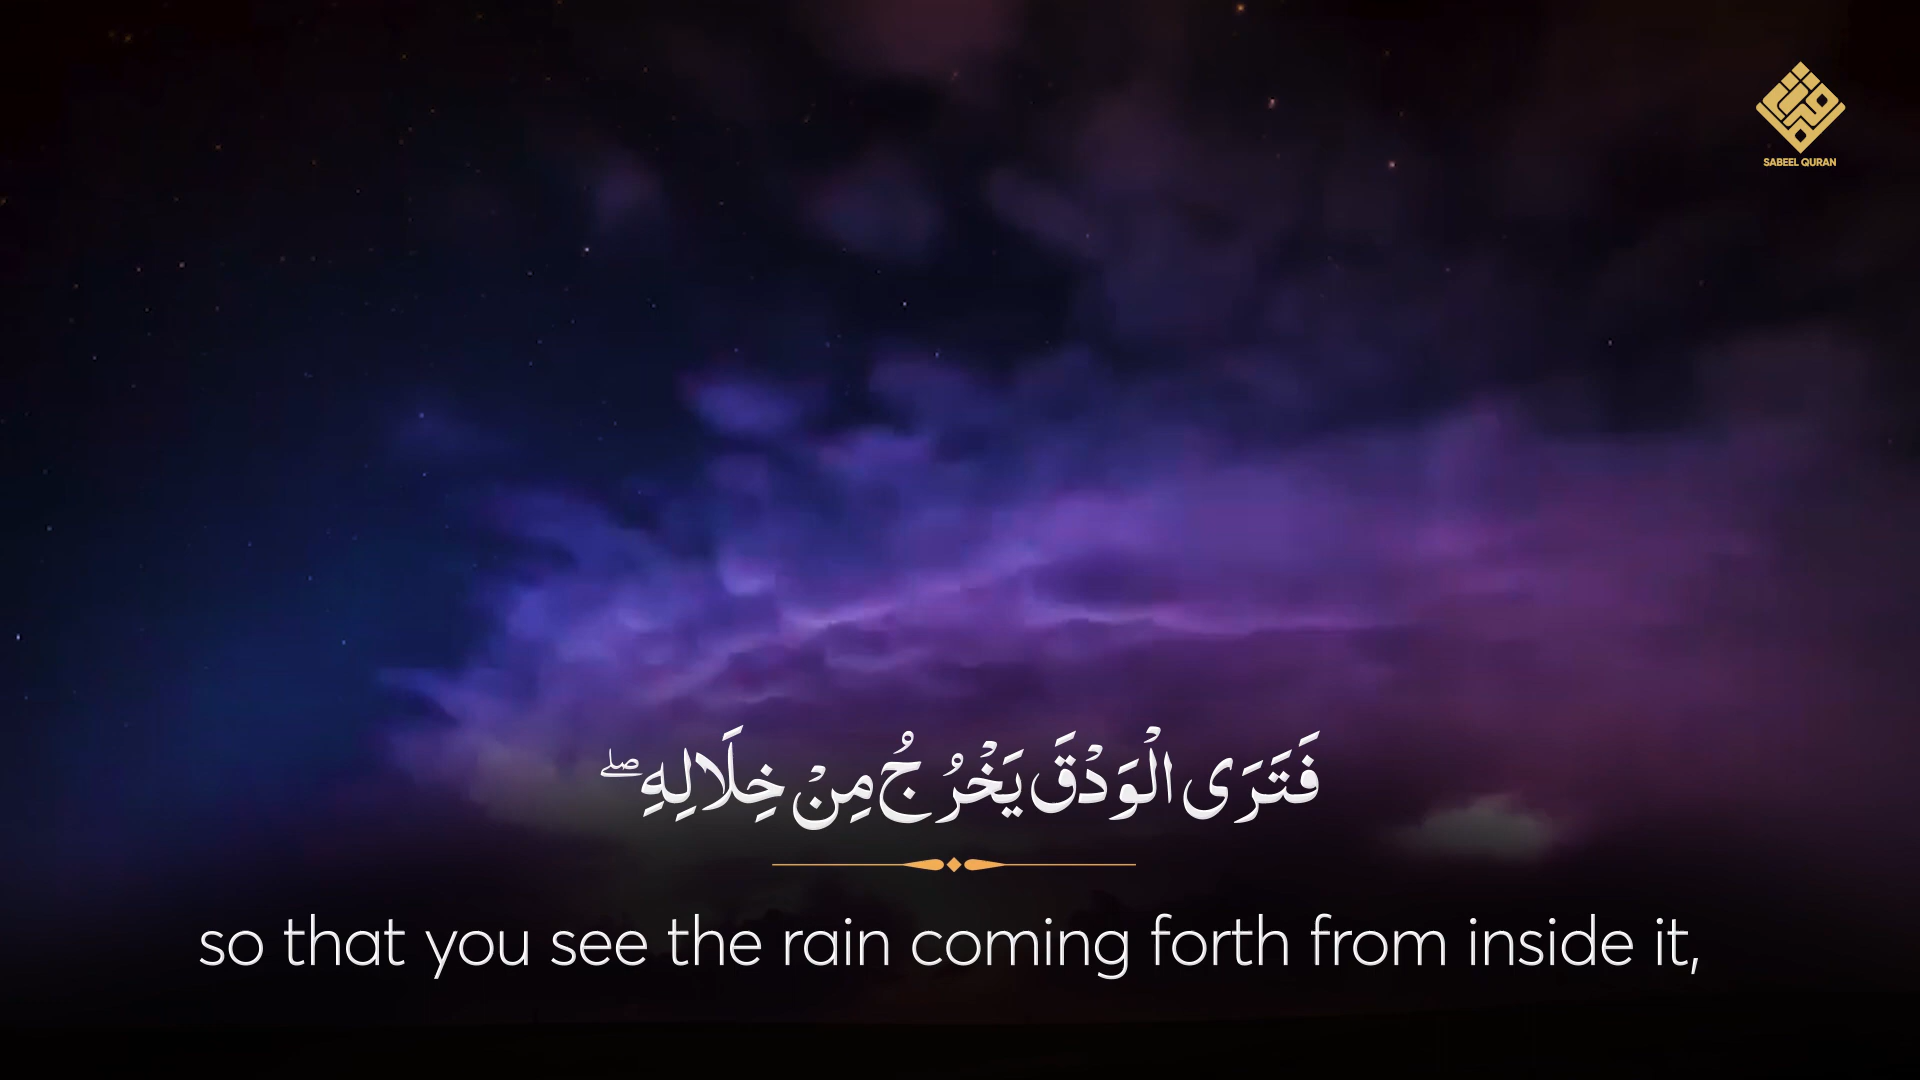 SABEEL QURAN
فَتَرَى الْوَدْقَ يَخْرُجُ مِنْ خِلَالِهِ ۖ
so that you see the rain coming forth from inside it,